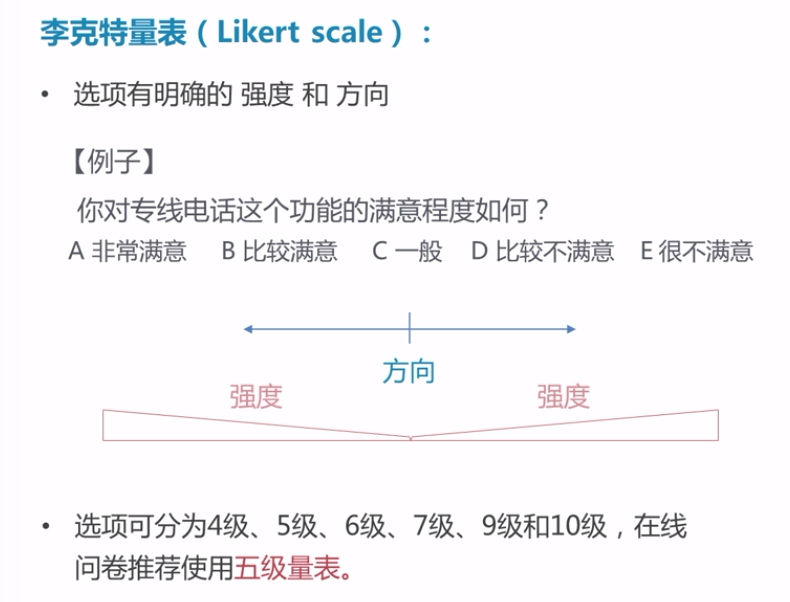 李克特量表（Likert scale）：
• 选项有明确的 强度 和 方向
【例子】
你对专线电话这个功能的满意程度如何？
A 非常满意 B 比较满意 C 一般 D 比较不满意 E 很不满意
方向
强度 强度
• 选项可分为4级、5级、6级、7级、9级和10级，在线
问卷推荐使用五级量表。